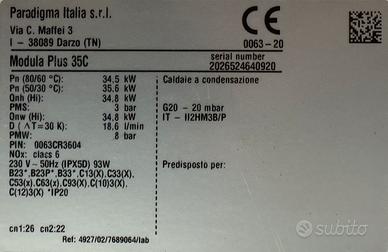 Paradigma Italia s.r.l.
Via C. Maffei 3
I - 38089 Darzo (TN)
0063-20
Modula Plus 35C
serial number
2026524640920
Pn (80/60 °C) 34,5 kW
Pn (50/30 °C) 35,6 kW
Qnh (Hi): 34,8 kW
PMS: 3 bar
Qnw (Hi): 34,8 kW
D (ΔT=30 K): 18,6 l/min
PMW: 8 bar
PIN: 0063CR3604
NOx: class 6
230 V ~ 50Hz (IPX5D) 93W
B23*,B23P*,B33*,C13(X),C33(X),
C53(x),C63(x),C93(X),C(10)3(X)*,
C(12)3(X) *IP20
Caldaie a condensazione
G20 - 20 mbar
IT - II2HM3B/P
Predisposto per:
cn1:26 cn2:22
Ref: 4927/02/7689064/lab
subito